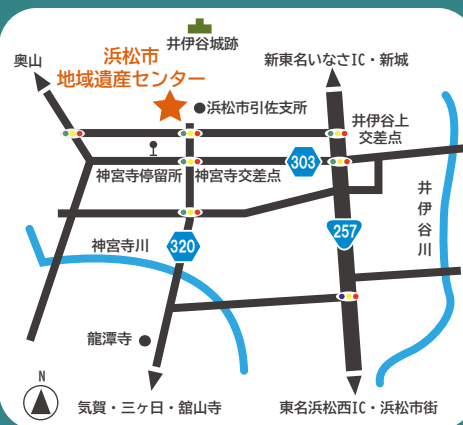 井伊谷城跡
奥山
浜松市
地域遺産センター
新東名いなさIC・新城
浜松市引佐支所
井伊谷上
交差点
303
神宮寺停留所
神宮寺交差点
井伊谷川
257
神宮寺川
320
龍潭寺
N
気賀・三ヶ日・舘山寺
東名浜松西IC・浜松市街